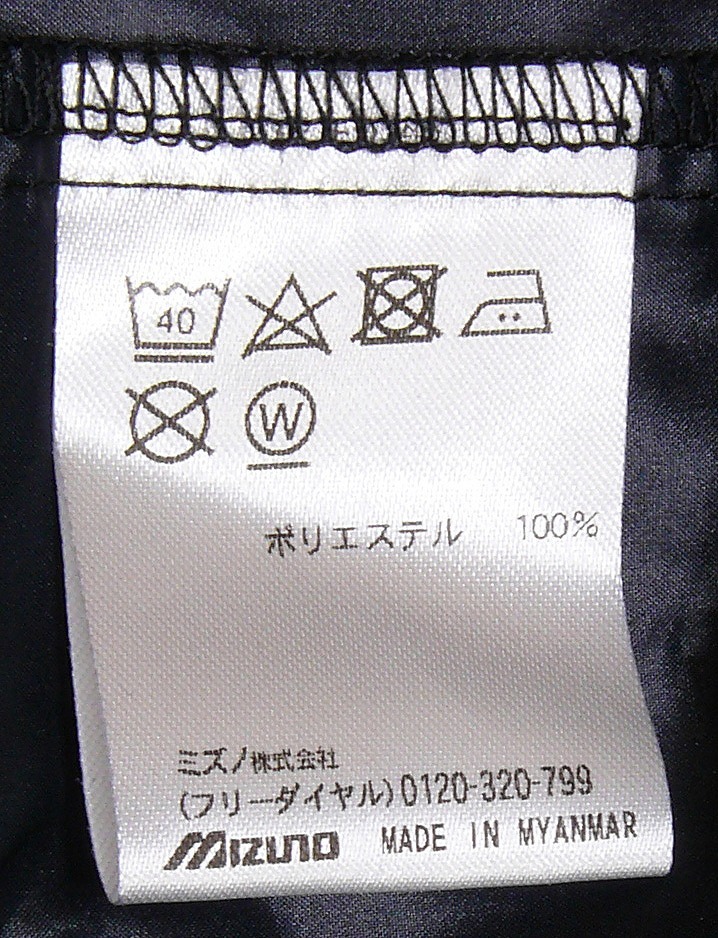 40
W
ポリエステル 100%
ミズノ株式会社
(フリーダイヤル)0120-320-799
MIZUNO MADE IN MYANMAR